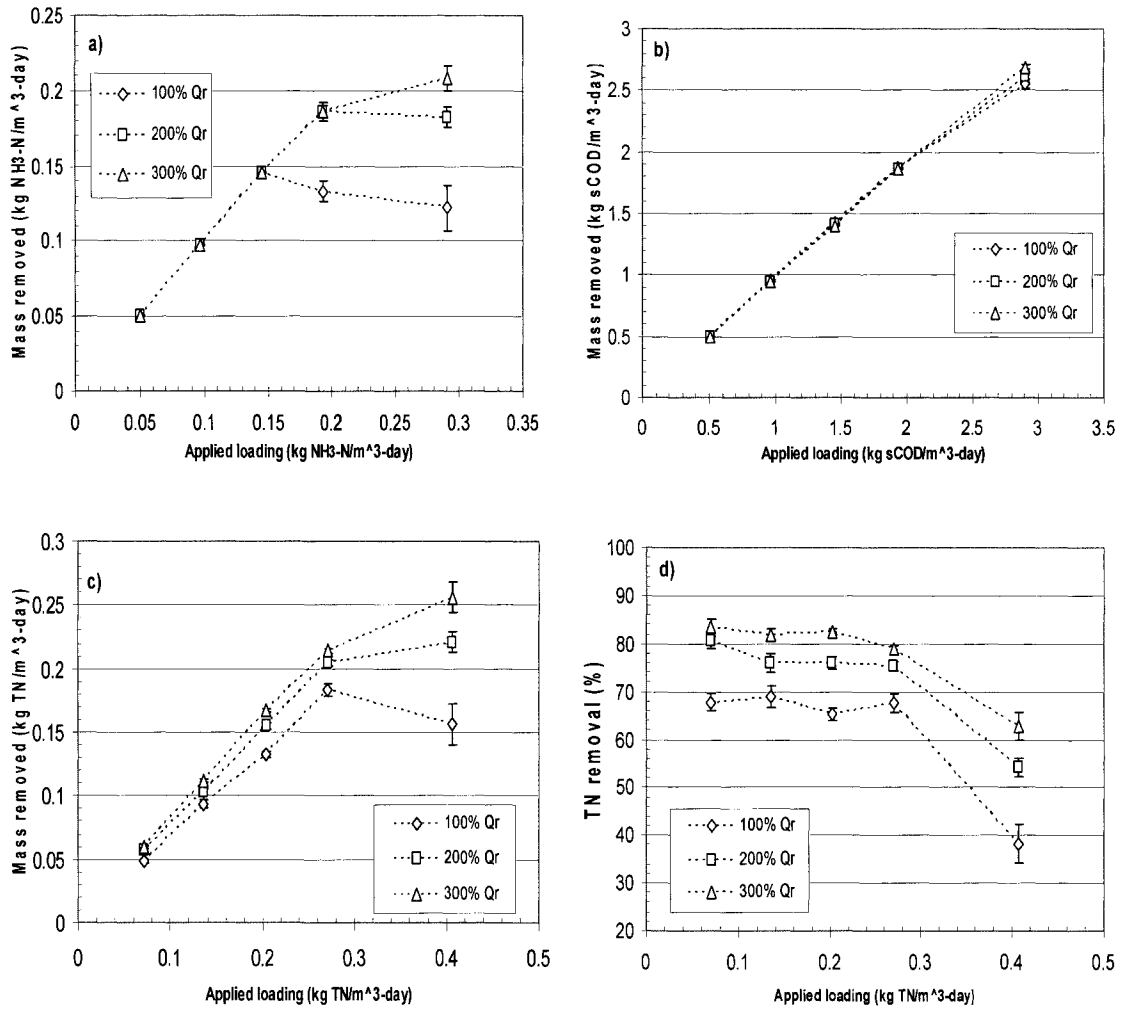 a)
Mass removed (kg NH3-N/m^3-day)
0.25
0.2
0.15
0.1
0.05
0
100% Qr
200% Qr
300% Qr
0 0.05 0.1 0.15 0.2 0.25 0.3 0.35
Applied loading (kg NH3-N/m^3-day)
b)
Mass removed (kg sCOD/m^3-day)
3
2.5
2
1.5
1
0.5
0
100% Qr
200% Qr
300% Qr
0 0.5 1 1.5 2 2.5 3 3.5
Applied loading (kg sCOD/m^3-day)
c)
Mass removed (kg TN/m^3-day)
0.3
0.25
0.2
0.15
0.1
0.05
0
100% Qr
200% Qr
300% Qr
0 0.1 0.2 0.3 0.4 0.5
Applied loading (kg TN/m^3-day)
d)
TN removal (%)
100
90
80
70
60
50
40
30
20
100% Qr
200% Qr
300% Qr
0 0.1 0.2 0.3 0.4 0.5
Applied loading (kg TN/m^3-day)